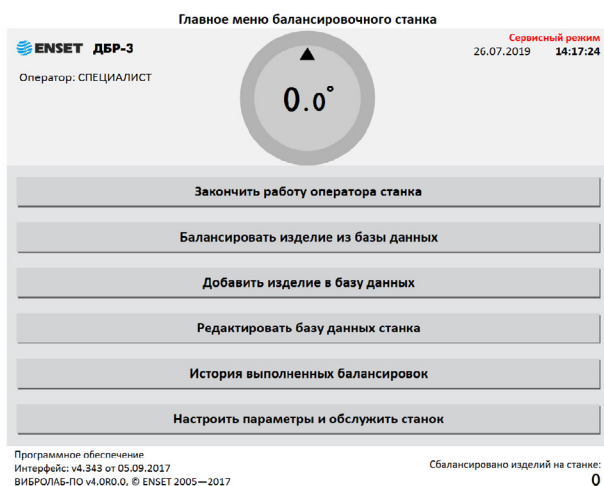 Главное меню балансировочного станка
ENSET ДБР-3
Сервисный режим
26.07.2019 14:17:24
Оператор: СПЕЦИАЛИСТ
0.0°
Закончить работу оператора станка
Балансировать изделие из базы данных
Добавить изделие в базу данных
Редактировать базу данных станка
История выполненных балансировок
Настроить параметры и обслужить станок
Программное обеспечение
Интерфейс: v4.343 от 05.09.2017
ВИБРОЛАБ-ПО v4.0R0.0, © ENSET 2005—2017
Сбалансировано изделий на станке:
0